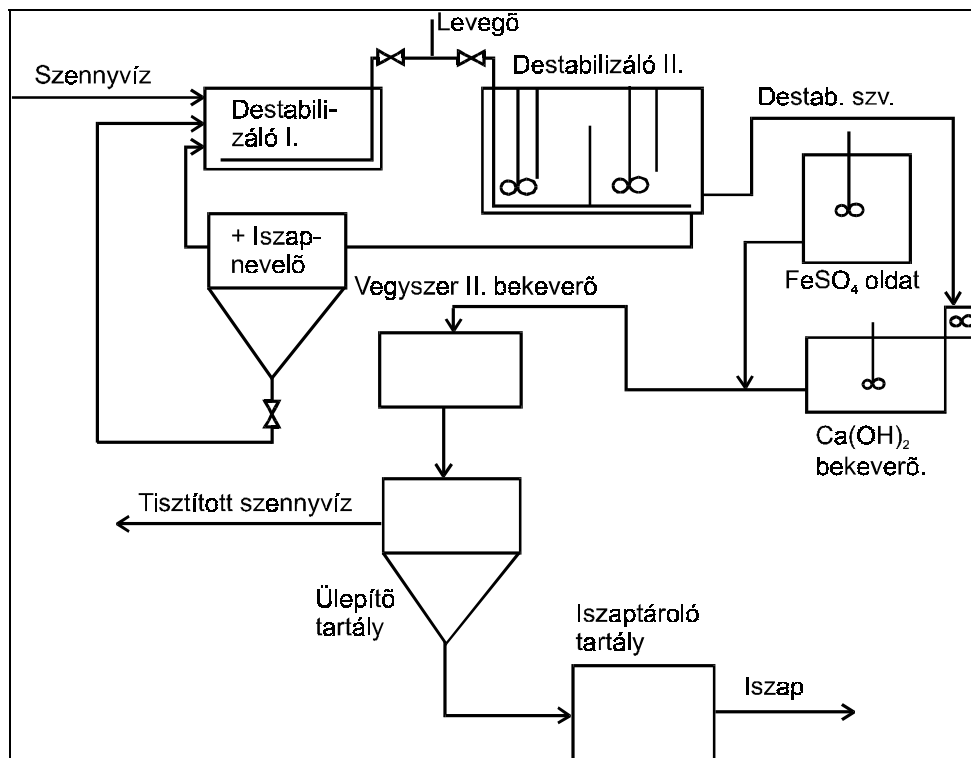 Levegõ
Szennyvíz
Destabilizáló II.
Destab. szv.
Destabili-
záló I.
+ Iszap-
nevelõ
FeSO₄ oldat
Vegyszer II. bekeverõ
Ca(OH)₂
bekeverõ.
Tisztított szennyvíz
Ülepítõ
tartály
Iszaptároló
tartály
Iszap